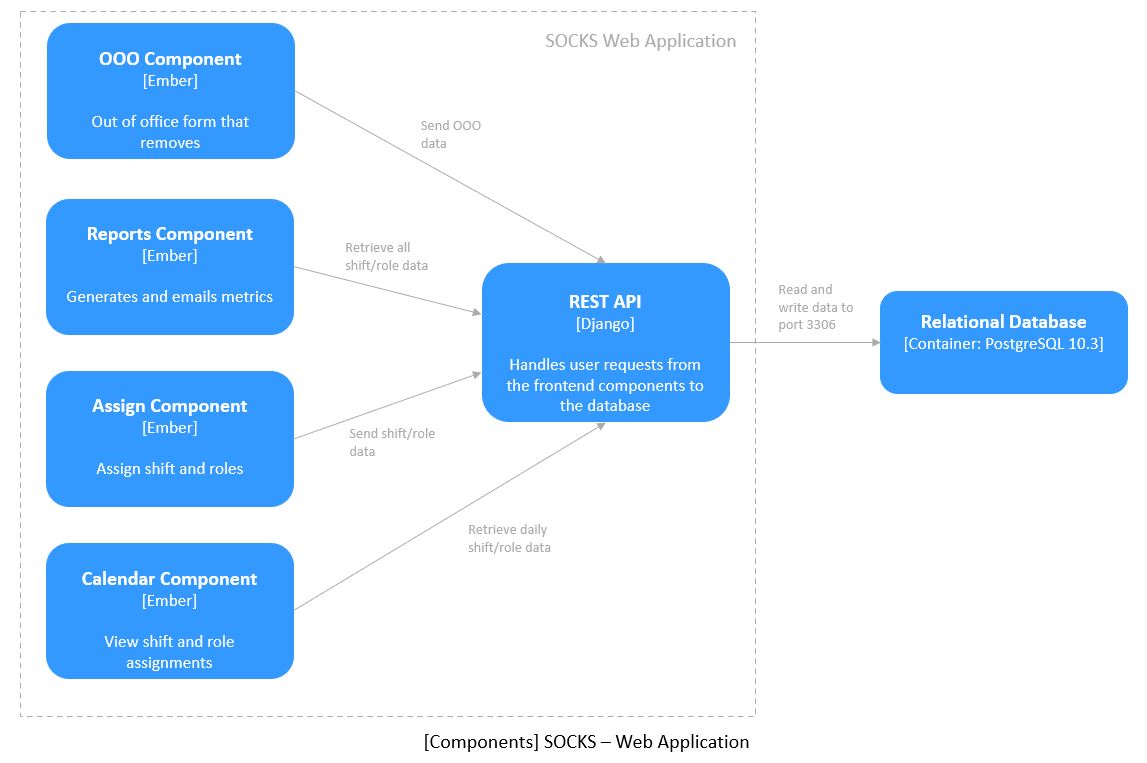 SOCKS Web Application
OOO Component
[Ember]
Out of office form that
removes
Send OOO
data
Reports Component
[Ember]
Generates and emails metrics
Retrieve all
shift/role data
REST API
[Django]
Handles user requests from
the frontend components to
the database
Read and
write data to
port 3306
Relational Database
[Container: PostgreSQL 10.3]
Assign Component
[Ember]
Assign shift and roles
Send shift/role
data
Calendar Component
[Ember]
View shift and role
assignments
Retrieve daily
shift/role data
[Components] SOCKS – Web Application